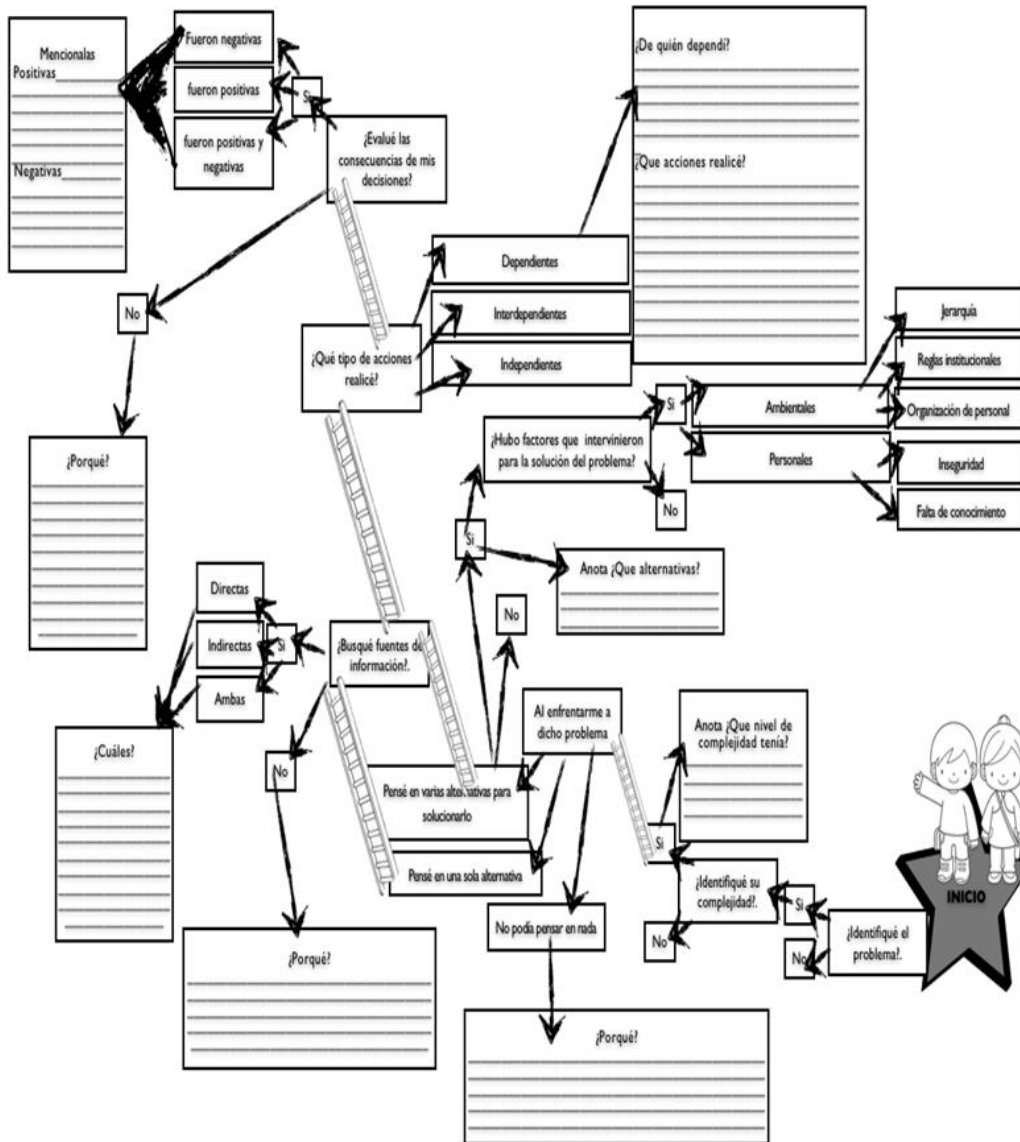 Mencionalas
Positivas__________
Negativas__________
Fueron negativas
fueron positivas
fueron positivas y
negativas
Si
¿Evalué las
consecuencias de mis
decisiones?
No
¿Porqué?
¿De quién dependí?
¿Que acciones realicé?
Dependientes
Interdependientes
Independientes
¿Qué tipo de acciones
realicé?
Jerarquía
Reglas institucionales
Organización de personal
Inseguridad
Falta de conocimiento
Si
Ambientales
Personales
¿Hubo factores que intervinieron
para la solución del problema?
No
Si
Anota ¿Que alternativas?
No
Directas
Indirectas
Ambas
Si
¿Busqué fuentes de
información?.
¿Cuáles?
No
¿Porqué?
Al enfrentarme a
dicho problema
Pensé en varias alternativas para
solucionarlo
Pensé en una sola alternativa
No podía pensar en nada
¿Porqué?
Anota ¿Que nivel de
complejidad tenía?
Si
¿Identifiqué su
complejidad?.
No
Si
No
¿Identifiqué el
problema?.
INICIO